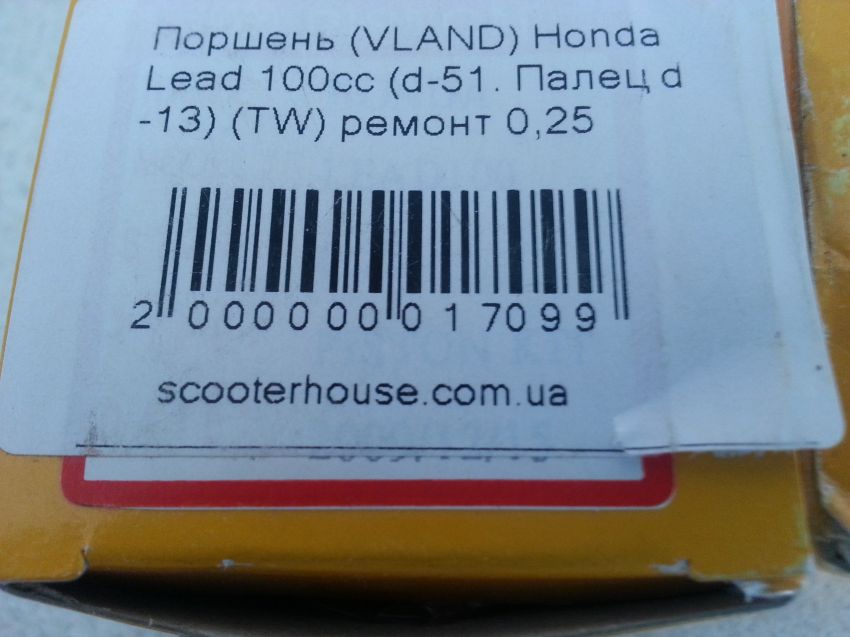 Поршень (VLAND) Honda
Lead 100cc (d-51. Палец d
-13) (TW) ремонт 0,25
2 000000 017099
scooterhouse.com.ua